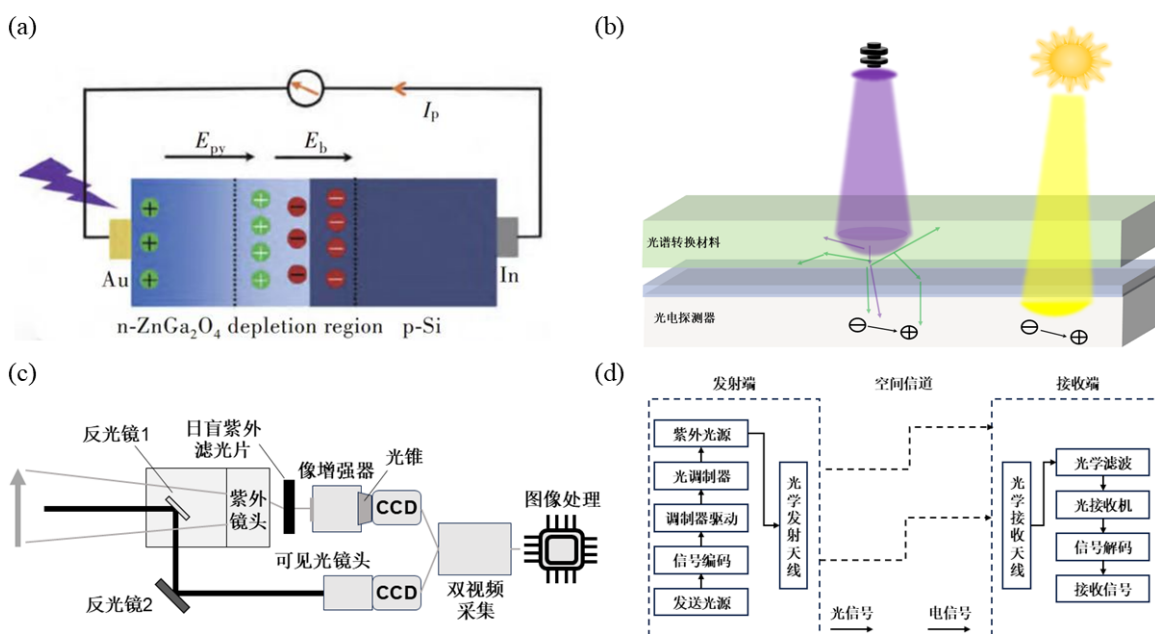 (a)
I_p
E_py
E_b
Au
In
n-ZnGa₂O₄ depletion region p-Si
(b)
光谱转换材料
光电探测器
(c)
反光镜1
日盲紫外
滤光片
像增强器
光锥
紫外
镜头
CCD
图像处理
可见光镜头
CCD
反光镜2
双视频
采集
(d)
发射端
空间信道
接收端
紫外光源
光调制器
调制器驱动
信号编码
发送光源
光学发射天线
光学接收天线
光学滤波
光接收机
信号解码
接收信号
光信号
电信号